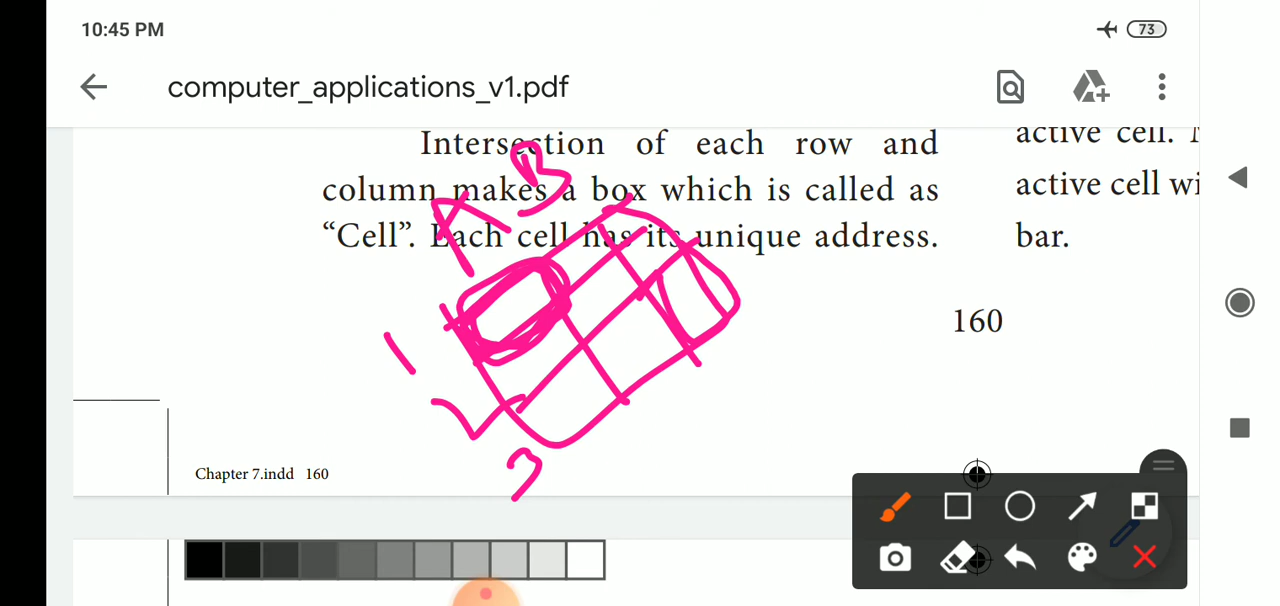 10:45 PM
73
computer_applications_v1.pdf
Intersection of each row and
column makes a box which is called as
“Cell”. Each cell has its unique address.
active cell.
active cell
bar.
A B
1
2
3
160
Chapter 7.indd 160